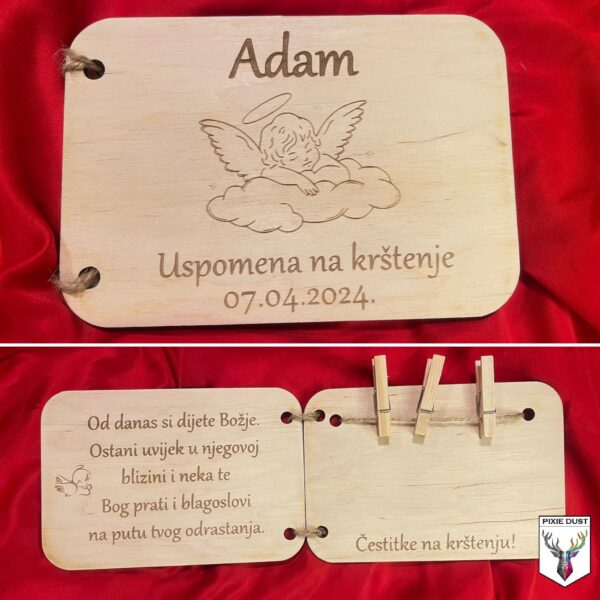 Adam
Uspomena na krštenje
07.04.2024.
Od danas si dijete Božje.
Ostani uvijek u njegovoj
blizini i neka te
Bog prati i blagoslovi
na putu tvog odrastanja.
Čestitke na krštenju!
PIXIE DUST